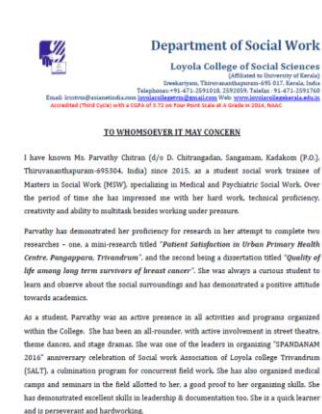 Department of Social Work
Loyola College of Social Sciences
(Affiliated to University of Kerala)
Sreekariyam, Thiruvananthapuram-695 017, Kerala, India
Accredited (Third Cycle) with a CGPA of 3.71 on Four Point Scale at A Grade in 2014, NAAC
TO WHOMSOEVER IT MAY CONCERN
I have known Ms. Parvathy Chitran (d/o D. Chitrangadan, Sangamam, Kadakom (P.O.),
Thiruvananthapuram-695304, India) since 2015, as a student social work trainee of
Masters in Social Work (MSW), specializing in Medical and Psychiatric Social Work. Over
the period of time she has impressed me with her hard work, technical proficiency,
creativity and ability to multitask besides working under pressure.
Parvathy has demonstrated her proficiency for research in her attempt to complete two
researches – one, a mini-research titled "Patient Satisfaction in Urban Primary Health
Centre, Pangappara, Trivandrum", and the second being a dissertation titled "Quality of
life among long term survivors of breast cancer". She was always a curious student to
learn and observe about the social surroundings and has demonstrated a positive attitude
towards academics.
As a student, Parvathy was an active presence in all activities and programs organized
within the College. She has been an all-rounder, with active involvement in street theatre,
theme dances, and stage dramas. She was one of the leaders in organizing "SPANDANAM
2016" anniversary celebration of Social work Association of Loyola college Trivandrum
(SALT), a culmination program for concurrent field work. She has also organized medical
camps and seminars in the field allotted to her, a good proof to her organizing skills. She
has demonstrated excellent skills in leadership & documentation too. She is a quick learner
and is perseverant and hardworking.